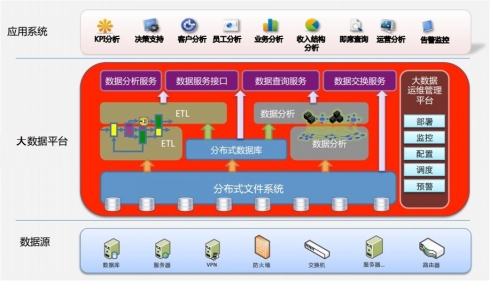 应用系统
KPI分析
决策支持
客户分析
员工分析
业务分析
收入结构
分析
即席查询
运营分析
告警监控
大数据平台
数据分析服务
数据服务接口
数据查询服务
数据交换服务
大数据
运维管理
平台
部署
监控
配置
调度
预警
ETL
数据分析
ETL
分布式数据库
数据分析
分布式文件系统
数据源
数据库
服务器
VPN
防火墙
交换机
服务器...
路由器